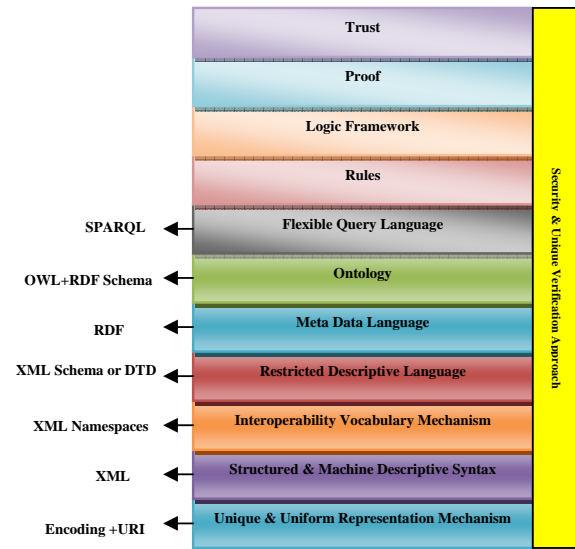 Trust
Proof
Logic Framework
Rules
SPARQL
Flexible Query Language
OWL+RDF Schema
Ontology
RDF
Meta Data Language
XML Schema or DTD
Restricted Descriptive Language
XML Namespaces
Interoperability Vocabulary Mechanism
XML
Structured & Machine Descriptive Syntax
Encoding +URI
Unique & Uniform Representation Mechanism
Security & Unique Verification Approach